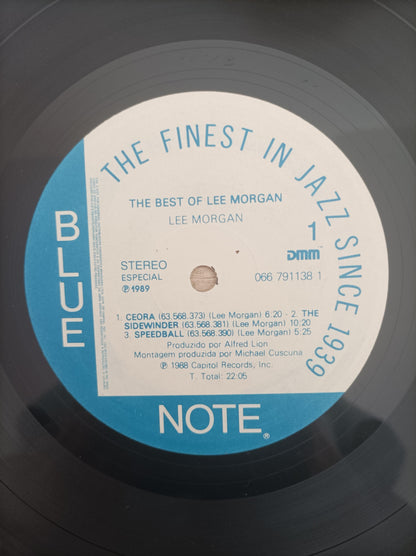 THE FINEST IN JAZZ SINCE 1939
BLUE
NOTE®
THE BEST OF LEE MORGAN
LEE MORGAN
1
DMM
STEREO
ESPECIAL
℗ 1989
066 791138 1
1. CEORA (63.568.373) (Lee Morgan) 6:20 - 2. THE
SIDEWINDER (63.568.381) (Lee Morgan) 10:20
3. SPEEDBALL (63.568.390) (Lee Morgan) 5:25
Produzido por Alfred Lion
Montagem produzida por Michael Cuscuna
℗ 1988 Capitol Records, Inc.
T. Total: 22:05